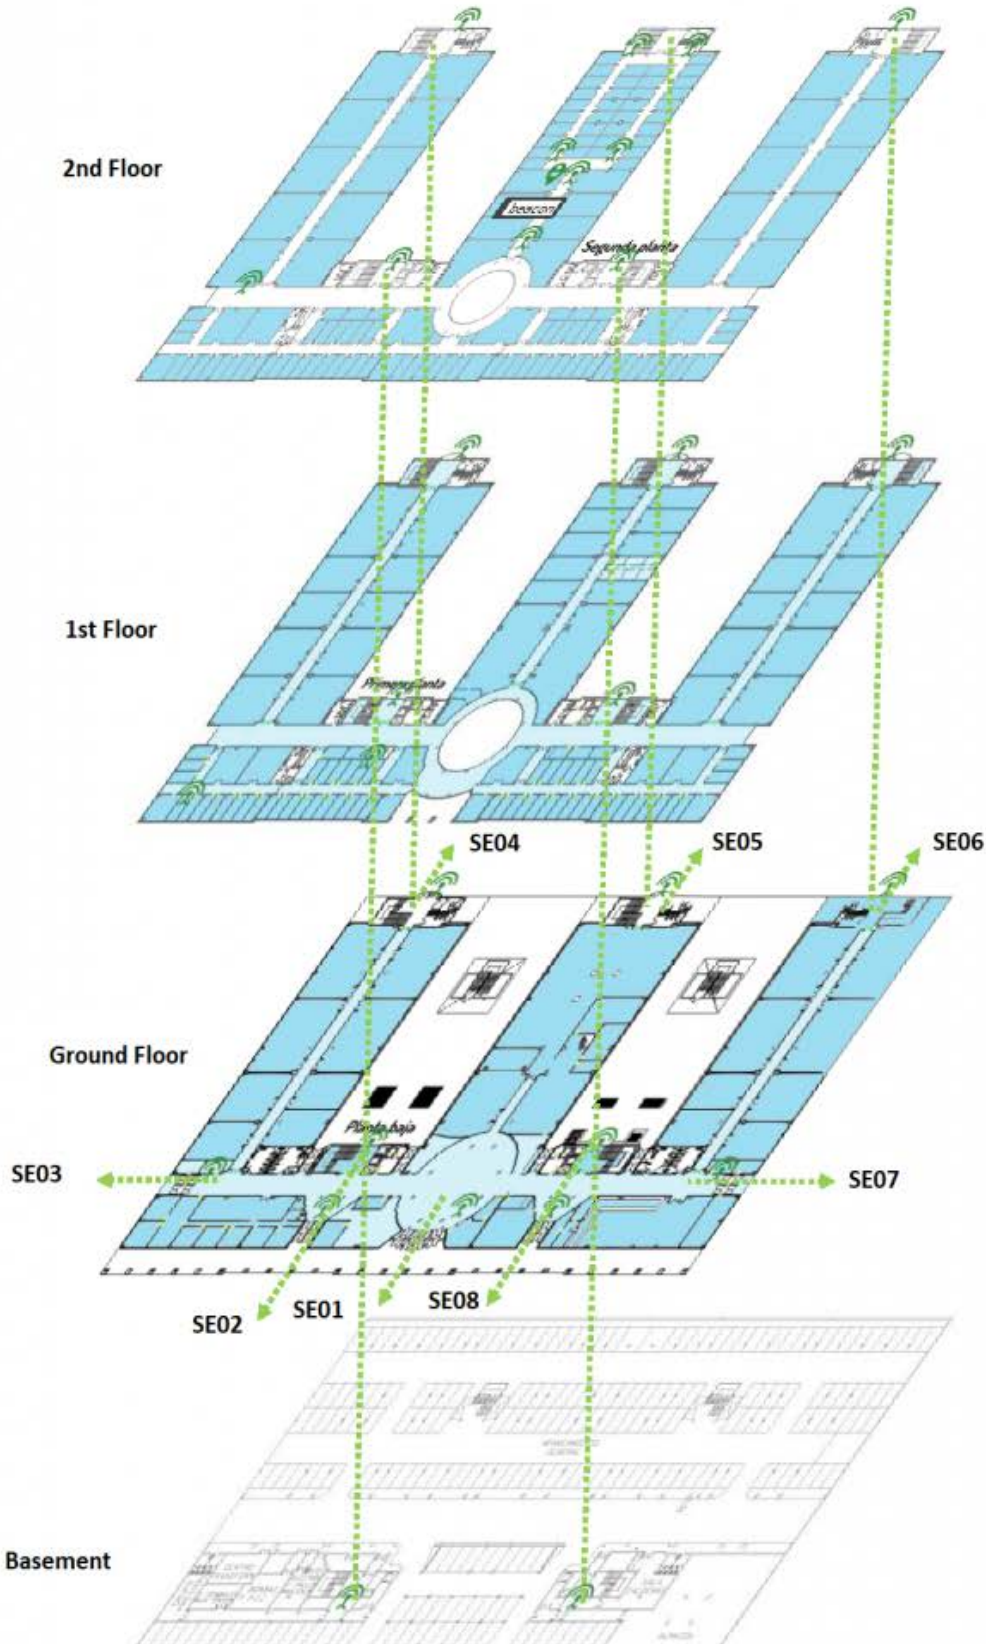 2nd Floor
beacon
Segunda planta
1st Floor
Primera planta
SE04
SE05
SE06
Ground Floor
Planta baja
SE03
SE07
SE02
SE01
SE08
Basement